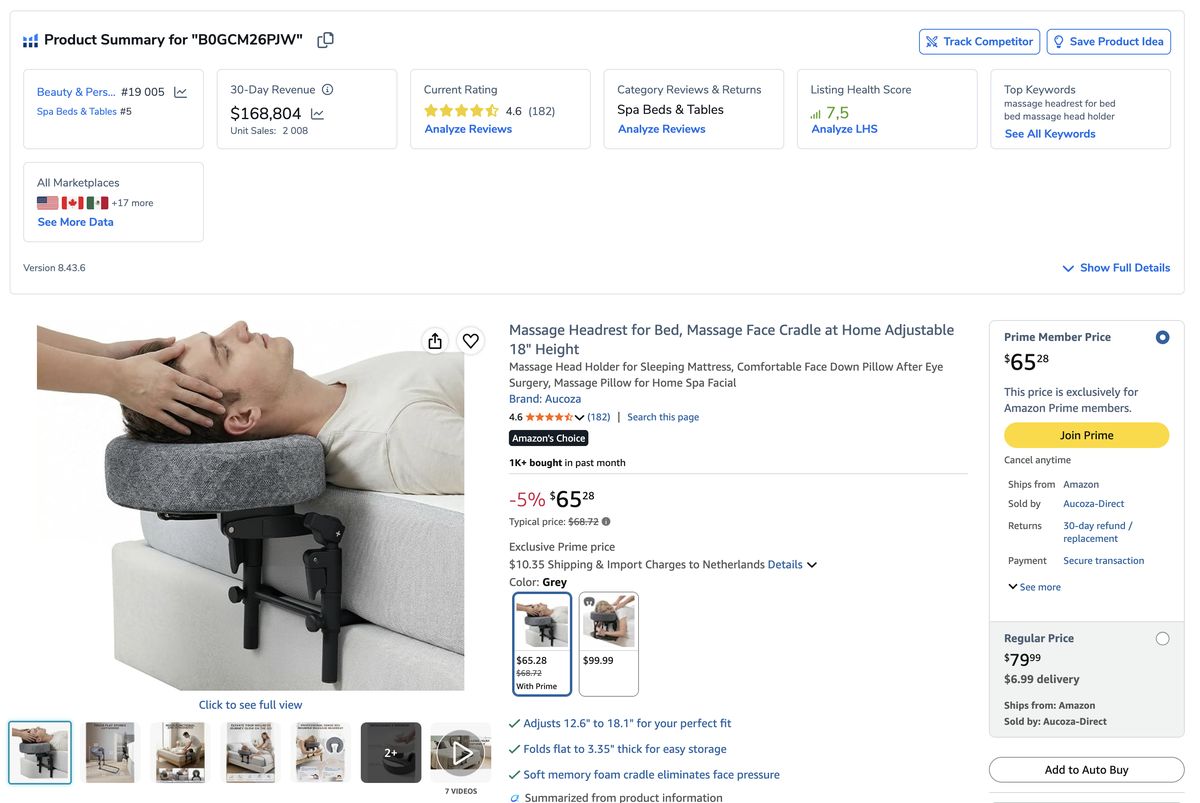 Product Summary for "B0GCM26PJW"
Track Competitor
Save Product Idea
Beauty & Pers... #19 005
Spa Beds & Tables #5
30-Day Revenue
$168,804
Unit Sales: 2 008
Current Rating
4.6 (182)
Analyze Reviews
Category Reviews & Returns
Spa Beds & Tables
Analyze Reviews
Listing Health Score
7,5
Analyze LHS
Top Keywords
massage headrest for bed
bed massage head holder
See All Keywords
All Marketplaces
+17 more
See More Data
Version 8.43.6
Show Full Details
Click to see full view
2+
7 VIDEOS
Massage Headrest for Bed, Massage Face Cradle at Home Adjustable
18" Height
Massage Head Holder for Sleeping Mattress, Comfortable Face Down Pillow After Eye
Surgery, Massage Pillow for Home Spa Facial
Brand: Aucoza
4.6 (182) | Search this page
Amazon's Choice
1K+ bought in past month
-5% $65 28
Typical price: $68.72
Exclusive Prime price
$10.35 Shipping & Import Charges to Netherlands Details
Color: Grey
$65.28
$68.72
With Prime
$99.99
Adjusts 12.6" to 18.1" for your perfect fit
Folds flat to 3.35" thick for easy storage
Soft memory foam cradle eliminates face pressure
Summarized from product information
Prime Member Price
$65 28
This price is exclusively for
Amazon Prime members.
Join Prime
Cancel anytime
Ships from Amazon
Sold by Aucoza-Direct
Returns 30-day refund /
replacement
Payment Secure transaction
See more
Regular Price
$79 99
$6.99 delivery
Ships from: Amazon
Sold by: Aucoza-Direct
Add to Auto Buy